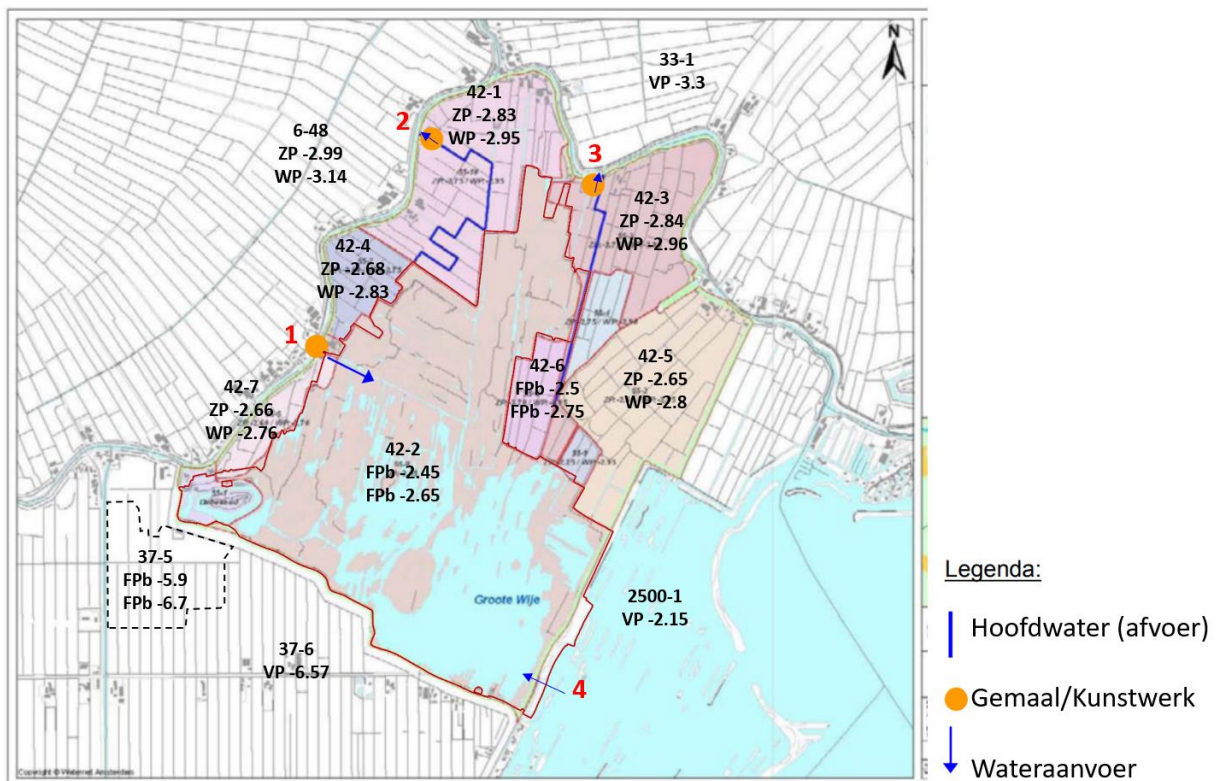 N
33-1
VP -3.3
42-1
ZP -2.83
WP -2.95
2
6-48
ZP -2.99
WP -3.14
3
42-3
ZP -2.84
WP -2.96
42-4
ZP -2.68
WP -2.83
1
42-6
FPb -2.5
FPb -2.75
42-5
ZP -2.65
WP -2.8
42-7
ZP -2.66
WP -2.76
42-2
FPb -2.45
FPb -2.65
37-5
FPb -5.9
FPb -6.7
Groote Wije
2500-1
VP -2.15
37-6
VP -6.57
4
Legenda:
Hoofdwater (afvoer)
Gemaal/Kunstwerk
Wateraanvoer
Copyright © Waternet Amsterdam